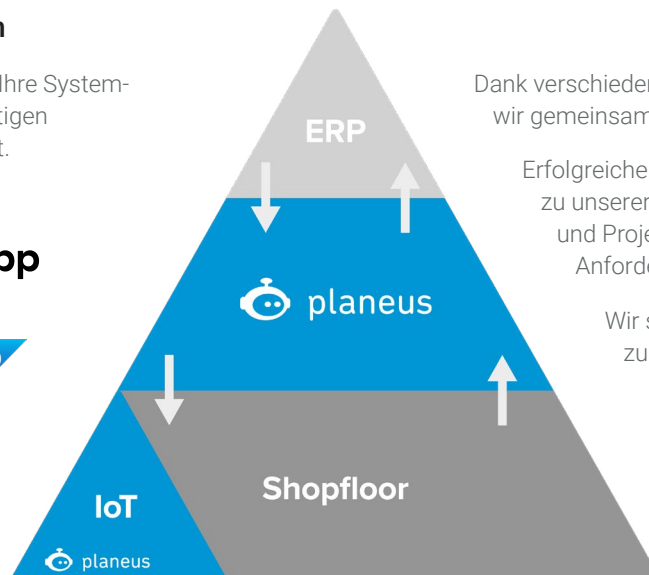 Ihre System-
tigen
t.
Dank verschieden
wir gemeinsam
Erfolgreiche
zu unseren
und Proje
Anforde
Wir s
zu
ERP
planeus
Shopfloor
IoT
planeus